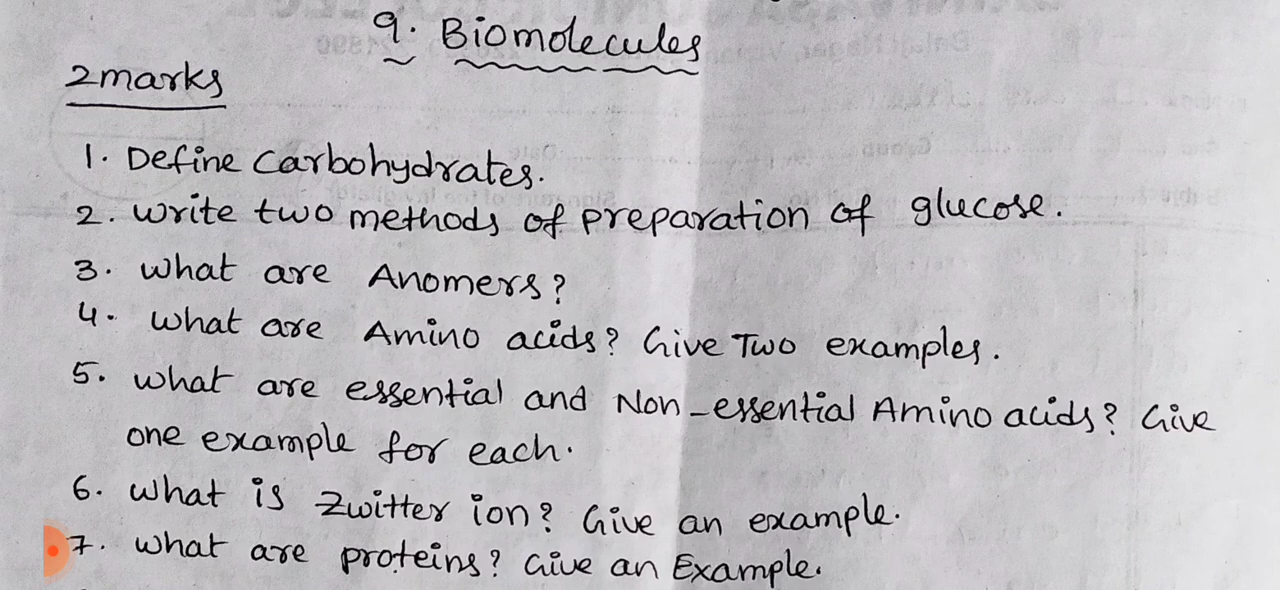 9. Biomolecules
2marks
1. Define Carbohydrates.
2. Write two methods of preparation of glucose.
3. What are Anomers?
4. What are Amino acids? Give Two examples.
5. What are essential and Non-essential Amino acids? Give
one example for each.
6. What is Zwitter ion? Give an example.
7. What are proteins? Give an Example.